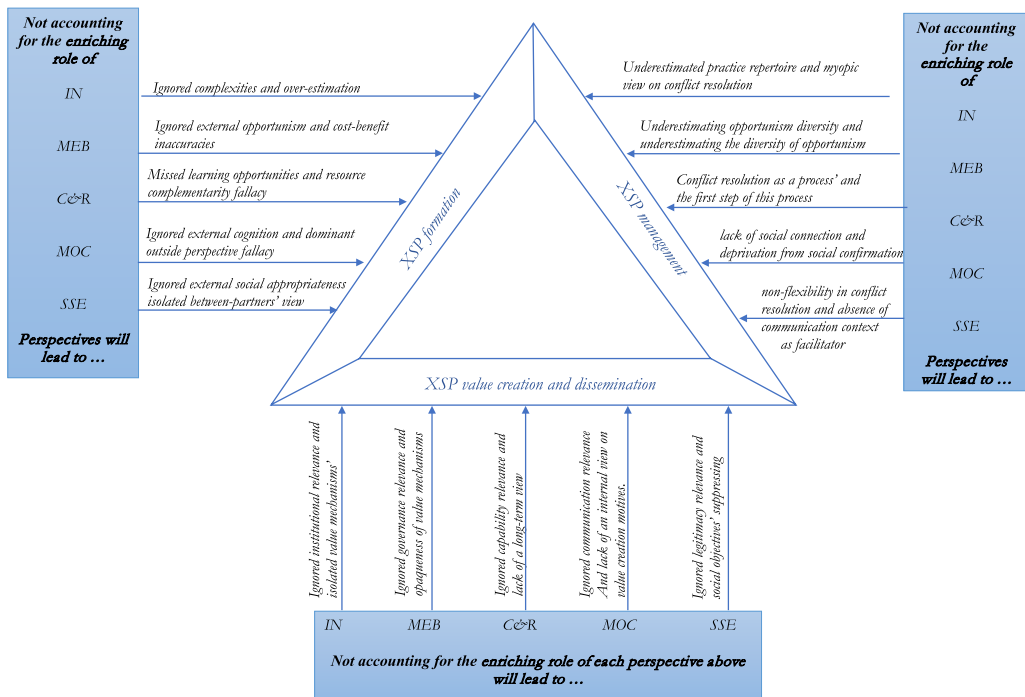 Not accounting
for the enriching
role of
IN
MEB
C&R
MOC
SSE
Perspectives will
lead to …
Ignored complexities and over-estimation
Ignored external opportunism and cost-benefit
inaccuracies
Missed learning opportunities and resource
complementarity fallacy
Ignored external cognition and dominant
outside perspective fallacy
Ignored external social appropriateness
isolated between-partners' view
XSP formation
XSP management
XSP value creation and dissemination
Underestimated practice repertoire and myopic
view on conflict resolution
Underestimating opportunism diversity and
underestimating the diversity of opportunism
Conflict resolution as a process' and
the first step of this process
lack of social connection and
deprivation from social confirmation
non-flexibility in conflict
resolution and absence of
communication context
as facilitator
Not accounting
for the
enriching role
of
IN
MEB
C&R
MOC
SSE
Perspectives
will lead to …
Ignored institutional relevance and
isolated value mechanisms'
Ignored governance relevance and
opaqueness of value mechanisms
Ignored capability relevance and
lack of a long-term view
Ignored communication relevance
And lack of an internal view on
value creation motives.
Ignored legitimacy relevance and
social objectives' suppressing
IN
MEB
C&R
MOC
SSE
Not accounting for the enriching role of each perspective above
will lead to …